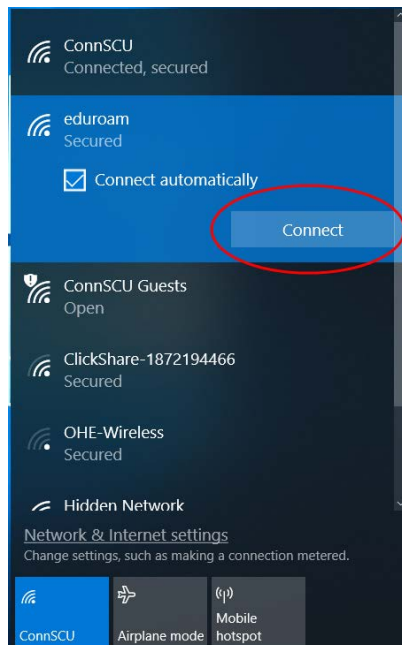 ConnSCU
Connected, secured
eduroam
Secured
Connect automatically
Connect
ConnSCU Guests
Open
ClickShare-1872194466
Secured
OHE-Wireless
Secured
Hidden Network
Network & Internet settings
Change settings, such as making a connection metered.
ConnSCU
Airplane mode
Mobile
hotspot